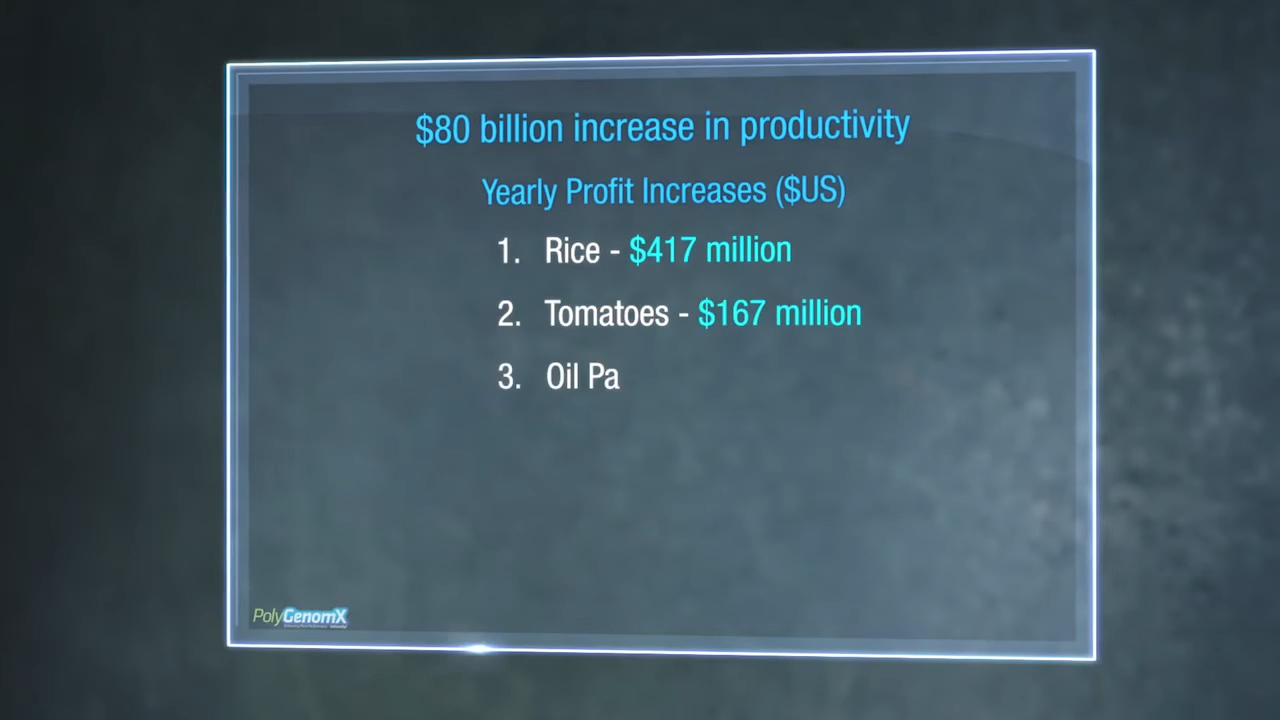 $80 billion increase in productivity
Yearly Profit Increases ($US)
1. Rice - $417 million
2. Tomatoes - $167 million
3. Oil Pa
PolyGenomX